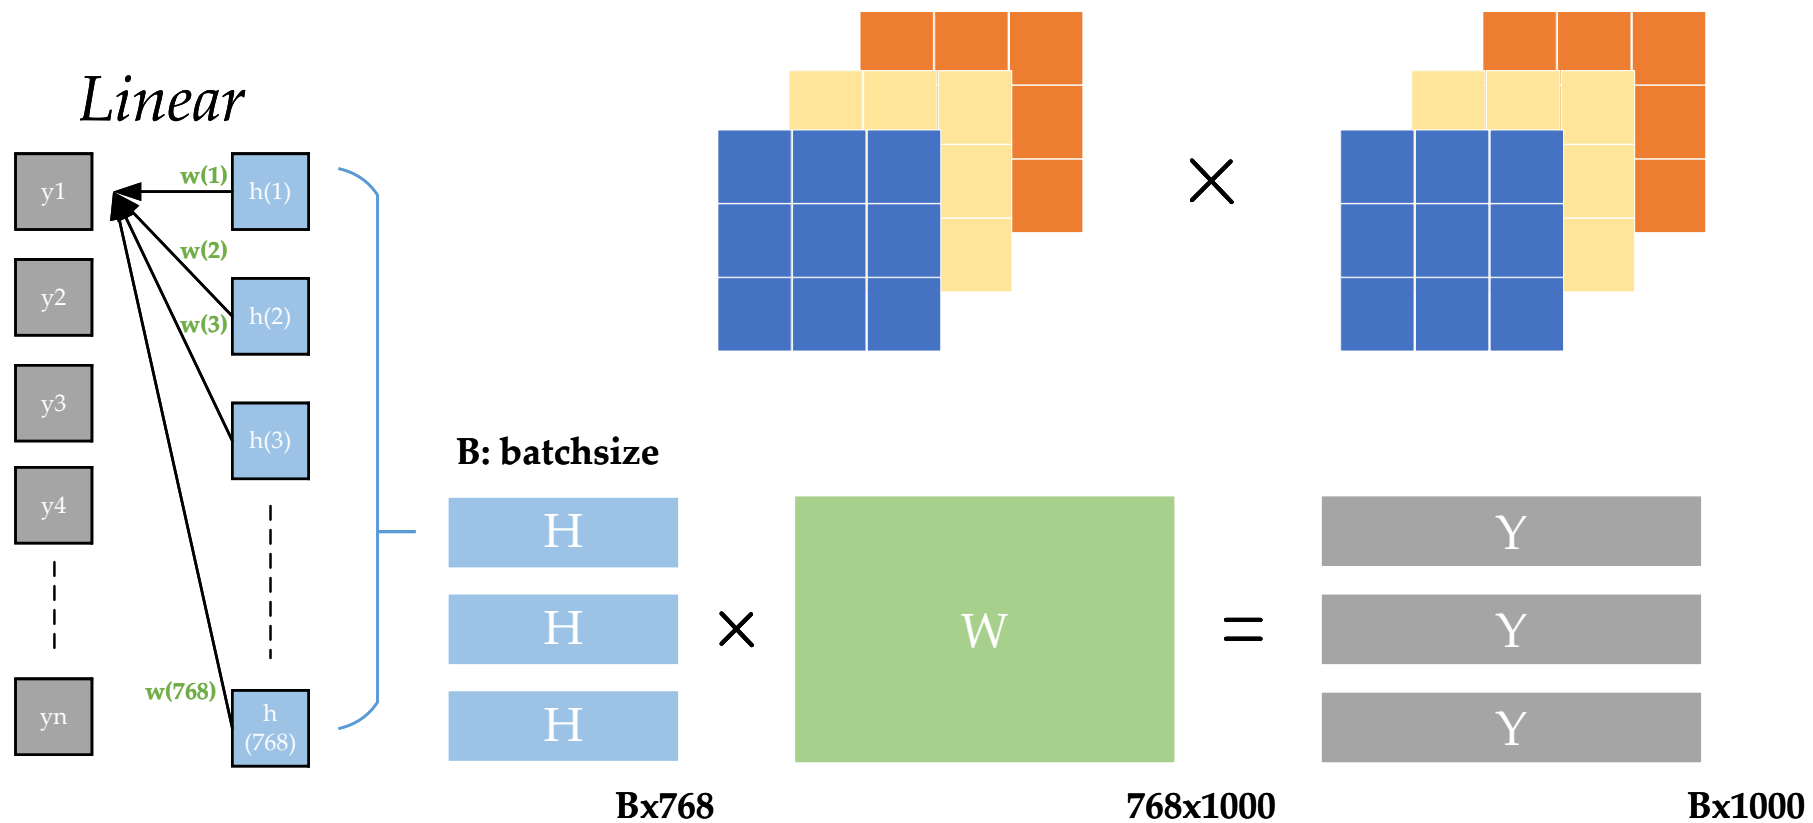 Linear
y1
y2
y3
y4
yn
w(1)
w(2)
w(3)
w(768)
h(1)
h(2)
h(3)
h
(768)
×
B: batchsize
H
H
H
×
W
=
Y
Y
Y
Bx768
768x1000
Bx1000